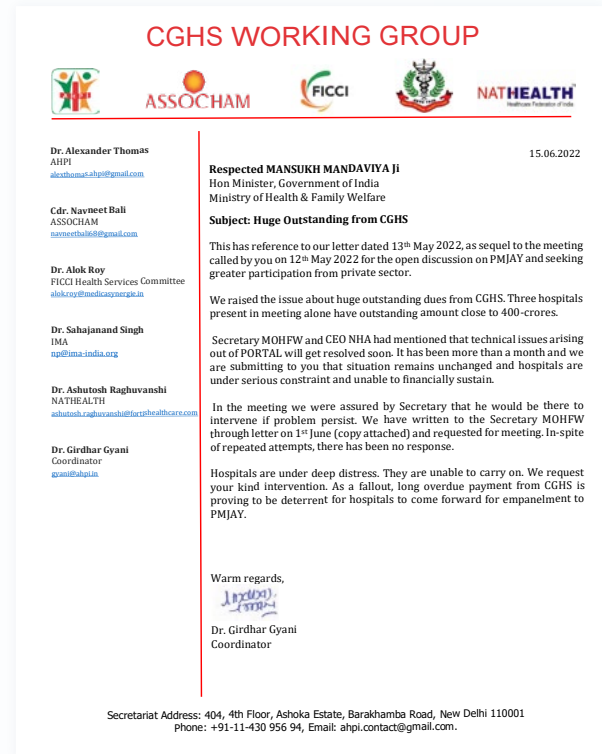 CGHS WORKING GROUP
ASSOCHAM
FICCI
NATHEALTH
Healthcare Federation of India
Dr. Alexander Thomas
AHPI
alexthomas.ahpi@gmail.com
Cdr. Navneet Bali
ASSOCHAM
navneetbali68@gmail.com
Dr. Alok Roy
FICCI Health Services Committee
alok.roy@medicasynergie.in
Dr. Sahajanand Singh
IMA
np@ima-india.org
Dr. Ashutosh Raghuvanshi
NATHEALTH
ashutosh.raghuvanshi@fortishealthcare.com
Dr. Girdhar Gyani
Coordinator
gyani@ahpi.in
15.06.2022
Respected MANSUKH MANDAVIYA Ji
Hon Minister, Government of India
Ministry of Health & Family Welfare
Subject: Huge Outstanding from CGHS
This has reference to our letter dated 13th May 2022, as sequel to the meeting
called by you on 12th May 2022 for the open discussion on PMJAY and seeking
greater participation from private sector.
We raised the issue about huge outstanding dues from CGHS. Three hospitals
present in meeting alone have outstanding amount close to 400-crores.
Secretary MOHFW and CEO NHA had mentioned that technical issues arising
out of PORTAL will get resolved soon. It has been more than a month and we
are submitting to you that situation remains unchanged and hospitals are
under serious constraint and unable to financially sustain.
In the meeting we were assured by Secretary that he would be there to
intervene if problem persist. We have written to the Secretary MOHFW
through letter on 1st June (copy attached) and requested for meeting. In-spite
of repeated attempts, there has been no response.
Hospitals are under deep distress. They are unable to carry on. We request
your kind intervention. As a fallout, long overdue payment from CGHS is
proving to be deterrent for hospitals to come forward for empanelment to
PMJAY.
Warm regards,
Dr. Girdhar Gyani
Coordinator
Secretariat Address: 404, 4th Floor, Ashoka Estate, Barakhamba Road, New Delhi 110001
Phone: +91-11-430 956 94, Email: ahpi.contact@gmail.com.